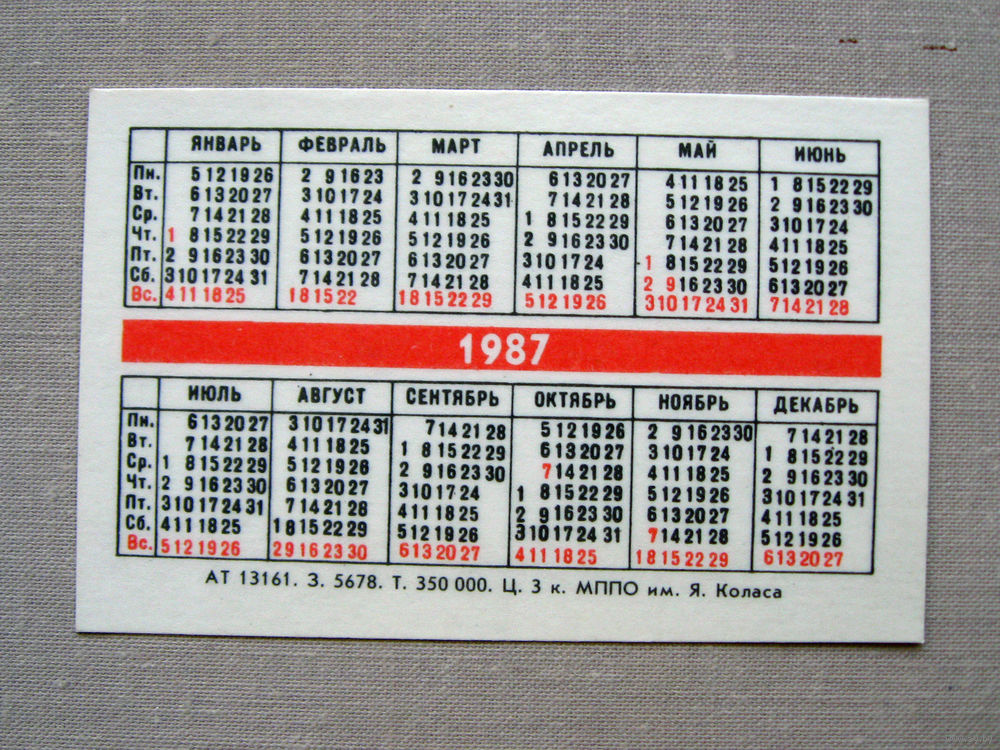 ЯНВАРЬ ФЕВРАЛЬ МАРТ АПРЕЛЬ МАЙ ИЮНЬ
Пн. 5 12 19 26 2 9 16 23 2 9 16 23 30 6 13 20 27 4 11 18 25 1 8 15 22 29
Вт. 6 13 20 27 3 10 17 24 3 10 17 24 31 7 14 21 28 5 12 19 26 2 9 16 23 30
Ср. 7 14 21 28 4 11 18 25 4 11 18 25 1 8 15 22 29 6 13 20 27 3 10 17 24
Чт. 1 8 15 22 29 5 12 19 26 5 12 19 26 2 9 16 23 30 7 14 21 28 4 11 18 25
Пт. 2 9 16 23 30 6 13 20 27 6 13 20 27 3 10 17 24 1 8 15 22 29 5 12 19 26
Сб. 3 10 17 24 31 7 14 21 28 7 14 21 28 4 11 18 25 2 9 16 23 30 6 13 20 27
Вс. 4 11 18 25 1 8 15 22 1 8 15 22 29 5 12 19 26 3 10 17 24 31 7 14 21 28
1987
ИЮЛЬ АВГУСТ СЕНТЯБРЬ ОКТЯБРЬ НОЯБРЬ ДЕКАБРЬ
Пн. 6 13 20 27 3 10 17 24 31 7 14 21 28 5 12 19 26 2 9 16 23 30 7 14 21 28
Вт. 7 14 21 28 4 11 18 25 1 8 15 22 29 6 13 20 27 3 10 17 24 1 8 15 22 29
Ср. 1 8 15 22 29 5 12 19 26 2 9 16 23 30 7 14 21 28 4 11 18 25 2 9 16 23 30
Чт. 2 9 16 23 30 6 13 20 27 3 10 17 24 1 8 15 22 29 5 12 19 26 3 10 17 24 31
Пт. 3 10 17 24 31 7 14 21 28 4 11 18 25 2 9 16 23 30 6 13 20 27 4 11 18 25
Сб. 4 11 18 25 1 8 15 22 29 5 12 19 26 3 10 17 24 31 7 14 21 28 5 12 19 26
Вс. 5 12 19 26 2 9 16 23 30 6 13 20 27 4 11 18 25 1 8 15 22 29 6 13 20 27
АТ 13161. З. 5678. Т. 350 000. Ц. 3 к. МППО им. Я. Коласа